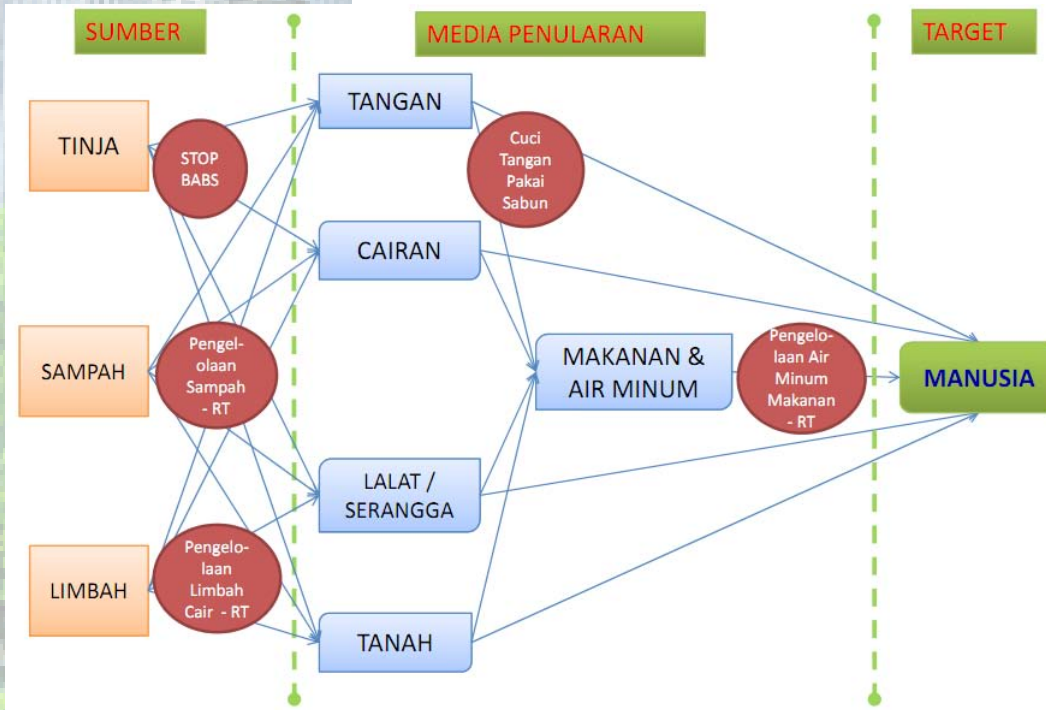 SUMBER
MEDIA PENULARAN
TARGET
TINJA
SAMPAH
LIMBAH
STOP
BABS
Pengel-
olaan
Sampah
- RT
Pengelo-
laan
Limbah
Cair - RT
TANGAN
CAIRAN
LALAT /
SERANGGA
TANAH
Cuci
Tangan
Pakai
Sabun
MAKANAN &
AIR MINUM
Pengelo-
laan Air
Minum
Makanan
- RT
MANUSIA